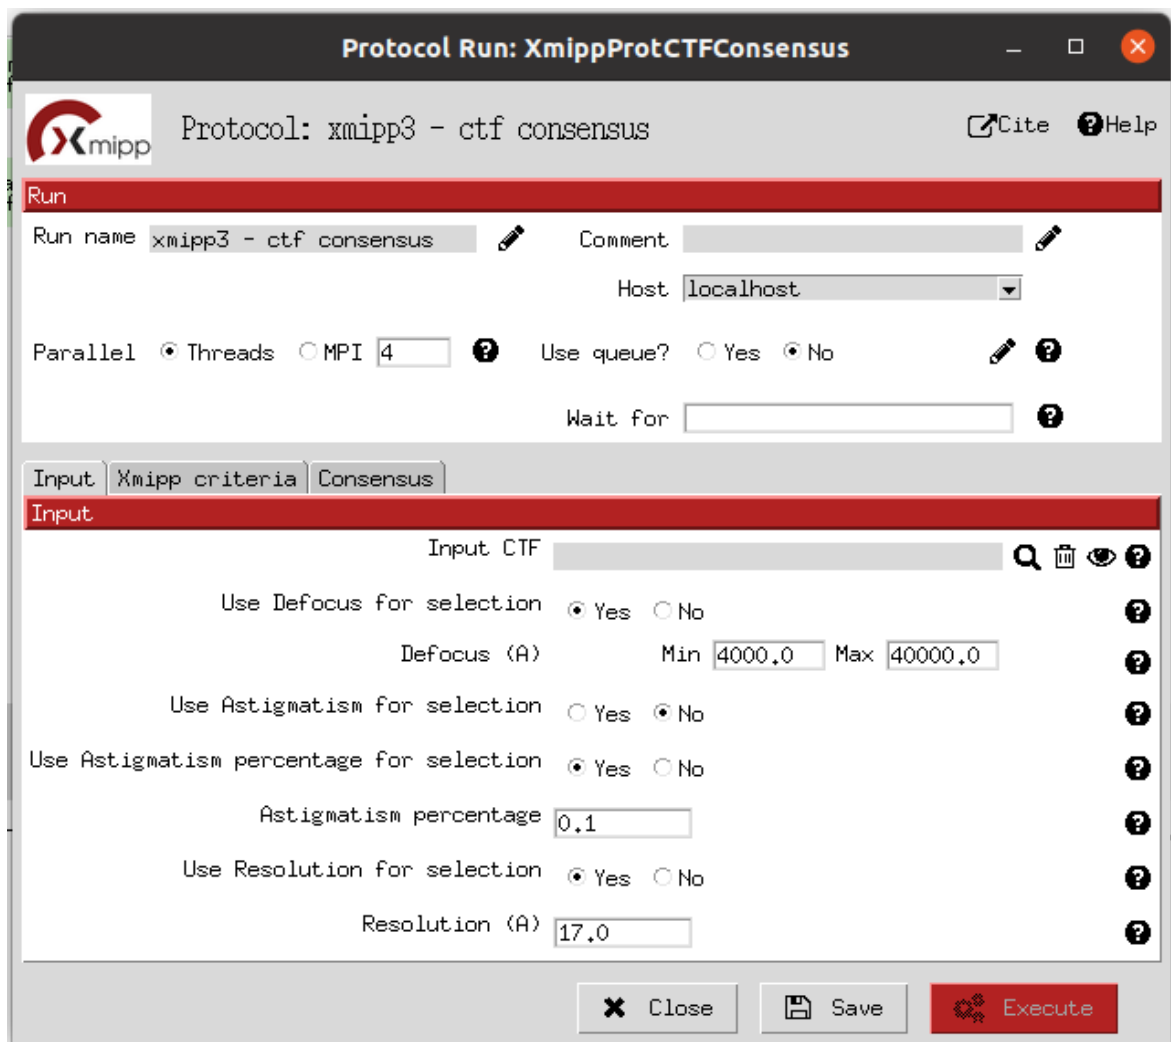 Protocol Run: XmippProtCTFConsensus
Xmipp
Protocol: xmipp3 - ctf consensus
Cite
Help
Run
Run name xmipp3 - ctf consensus
Comment
Host localhost
Parallel Threads MPI 4
Use queue? Yes No
Wait for
Input Xmipp criteria Consensus
Input
Input CTF
Use Defocus for selection Yes No
Defocus (A) Min 4000.0 Max 40000.0
Use Astigmatism for selection Yes No
Use Astigmatism percentage for selection Yes No
Astigmatism percentage 0.1
Use Resolution for selection Yes No
Resolution (A) 17.0
Close Save Execute